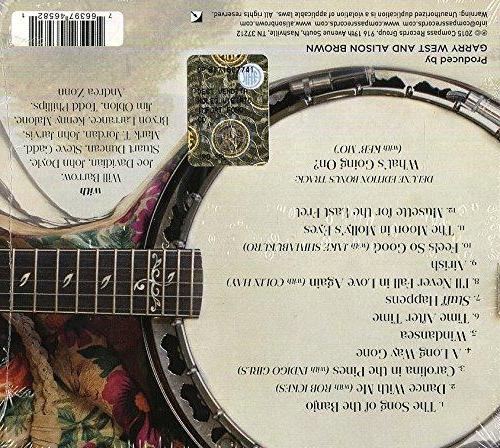 1. The Song of the Banjo
2. Dance With Me (with ROB ICKES)
3. Carolina in the Pines (with INDIGO GIRLS)
4. A Long Way Gone
5. Windansea
6. Time After Time
7. Stuff Happens
8. I'll Never Fall in Love Again (with COLIN HAY)
9. Airish
10. Feels So Good (with JAKE SHIMABUKURO)
11. The Moon in Molly's Eyes
12. Musette for the Last Fret
DELUXE EDITION BONUS TRACK:
What's Going On?
(with KEB' MO')
with
Will Barrow,
Joe Davidian, John Doyle,
Stuart Duncan, Steve Gadd,
Mark T. Jordan, John Jarvis,
Bryon Larrance, Kenny Malone,
Jim Oblon, Todd Phillips,
Andrea Zonn
Produced by
GARRY WEST AND ALISON BROWN
℗©2015 Compass Records Group, 916 19th Avenue South, Nashville, TN 37212
info@compassrecords.com www.compassrecords.com All rights reserved.
Warning: Unauthorized duplication is a violation of applicable laws.
7 66397 46582 1